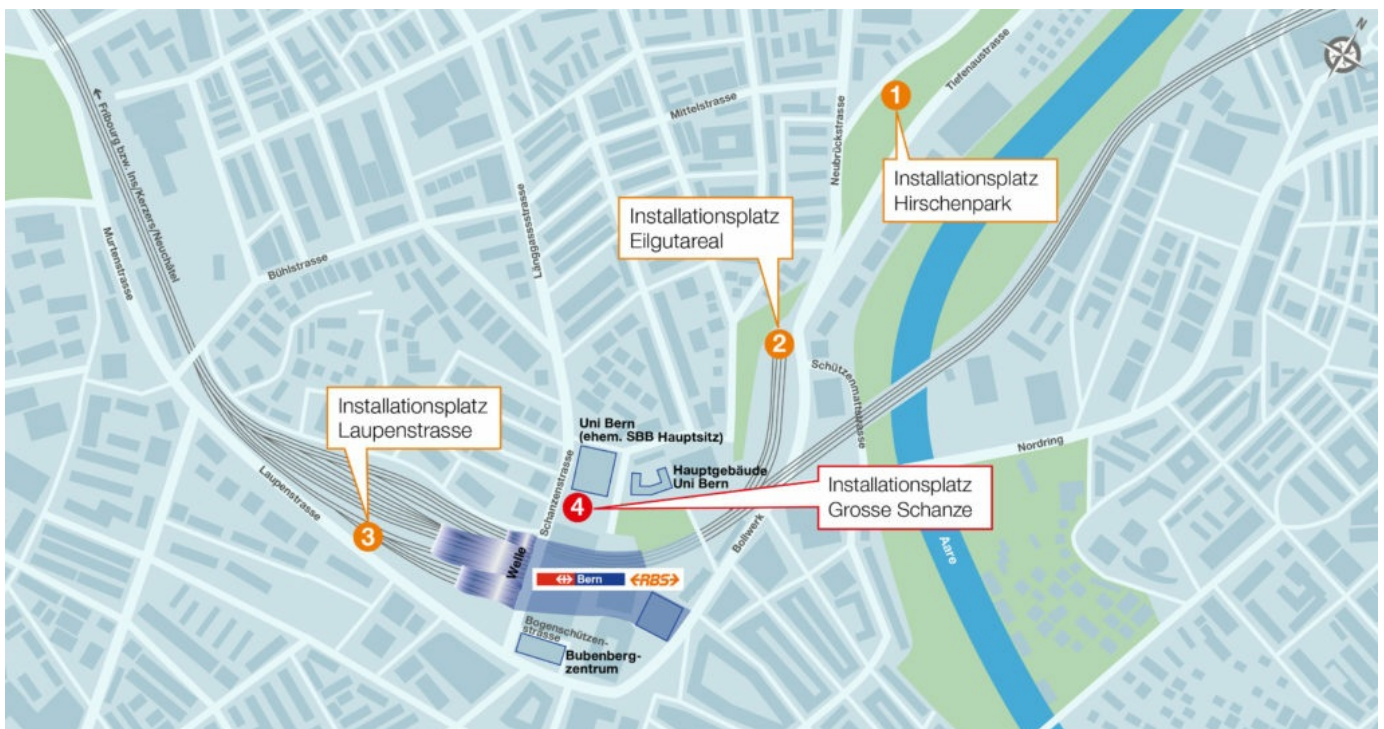 N
1
Tiefenaustrasse
Mittelstrasse
Neubrückstrasse
← Fribourg bzw. Ins/Kerzers/Neuchâtel
Installationsplatz
Hirschenpark
Installationsplatz
Eilgutareal
Länggassstrasse
Murtenstrasse
Bühlstrasse
2
Schützenmattstrasse
Installationsplatz
Laupenstrasse
Uni Bern
(ehem. SBB Hauptsitz)
Nordring
Hauptgebäude
Uni Bern
Installationsplatz
Grosse Schanze
Laupenstrasse
Schanzenstrasse
4
3
Bollwerk
Aare
Welle
Bern
RBS
Bogenschützen-
strasse
Bubenberg-
zentrum